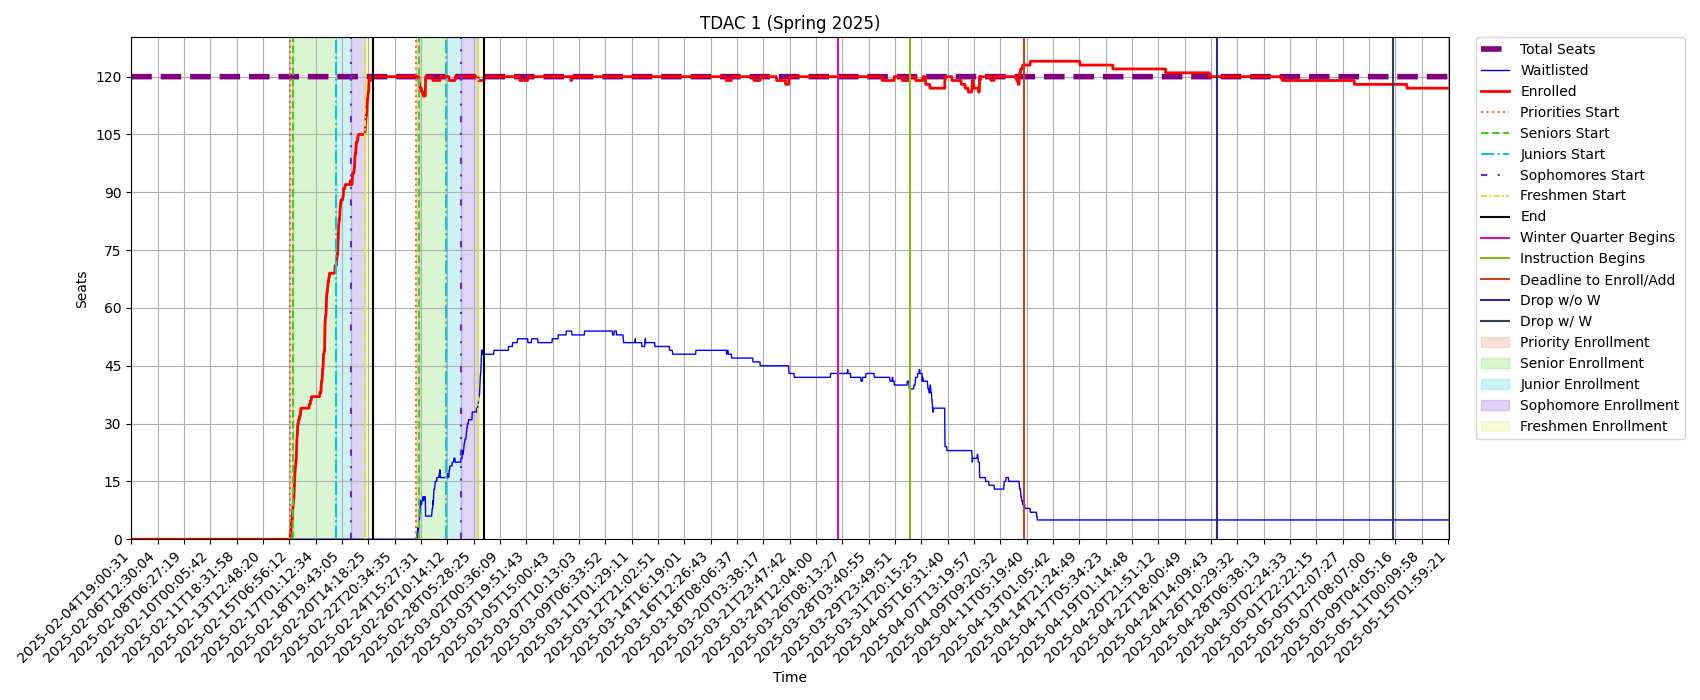 TDAC 1 (Spring 2025)
Seats
120
105
90
75
60
45
30
15
0
2025-02-04T19:00:31
2025-02-06T12:30:04
2025-02-08T06:27:19
2025-02-10T00:05:42
2025-02-11T18:31:58
2025-02-13T12:48:20
2025-02-15T06:56:12
2025-02-17T01:12:34
2025-02-18T19:43:05
2025-02-20T14:18:25
2025-02-22T20:34:35
2025-02-24T15:27:31
2025-02-26T10:14:12
2025-02-28T05:28:25
2025-03-02T00:36:09
2025-03-03T19:51:43
2025-03-05T15:00:43
2025-03-07T10:13:03
2025-03-09T06:33:52
2025-03-11T01:29:11
2025-03-12T21:02:51
2025-03-14T16:19:01
2025-03-16T12:26:43
2025-03-18T08:06:37
2025-03-20T03:38:17
2025-03-21T23:47:42
2025-03-24T12:04:00
2025-03-26T08:13:27
2025-03-28T03:40:55
2025-03-29T23:49:51
2025-03-31T20:15:25
2025-04-05T16:31:40
2025-04-07T13:19:57
2025-04-09T09:20:32
2025-04-11T05:19:40
2025-04-13T01:05:42
2025-04-14T21:24:49
2025-04-17T05:34:23
2025-04-19T01:14:48
2025-04-20T21:51:12
2025-04-22T18:00:49
2025-04-24T14:09:43
2025-04-26T10:29:32
2025-04-28T06:38:13
2025-04-30T02:24:33
2025-05-01T22:22:15
2025-05-05T12:07:27
2025-05-07T08:07:00
2025-05-09T04:05:16
2025-05-11T00:09:58
2025-05-15T01:59:21
Time
Total Seats
Waitlisted
Enrolled
Priorities Start
Seniors Start
Juniors Start
Sophomores Start
Freshmen Start
End
Winter Quarter Begins
Instruction Begins
Deadline to Enroll/Add
Drop w/o W
Drop w/ W
Priority Enrollment
Senior Enrollment
Junior Enrollment
Sophomore Enrollment
Freshmen Enrollment